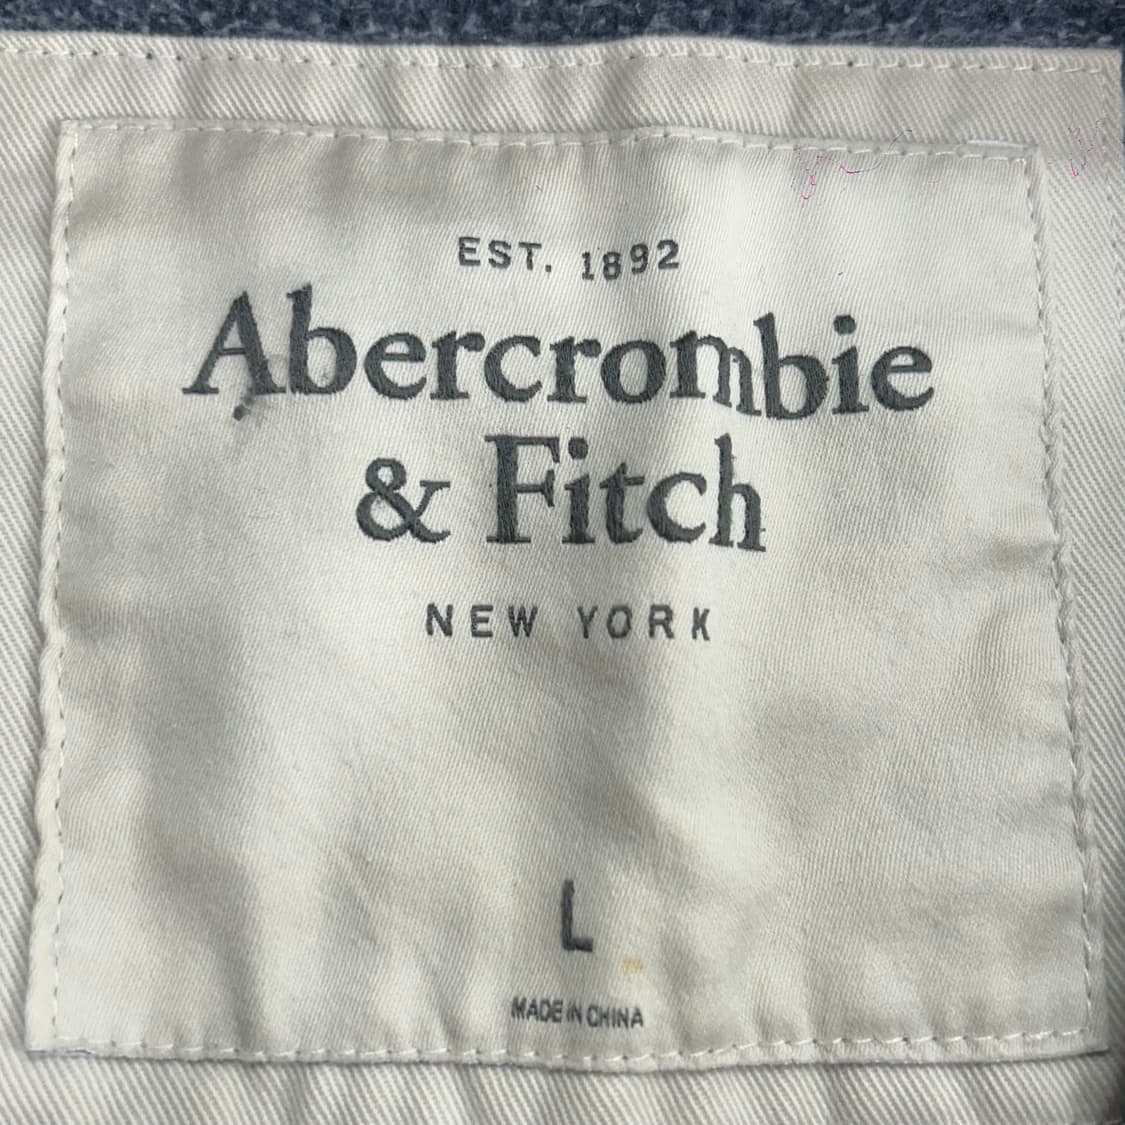 EST. 1892
Abercrombie
& Fitch
NEW YORK
L
MADE IN CHINA